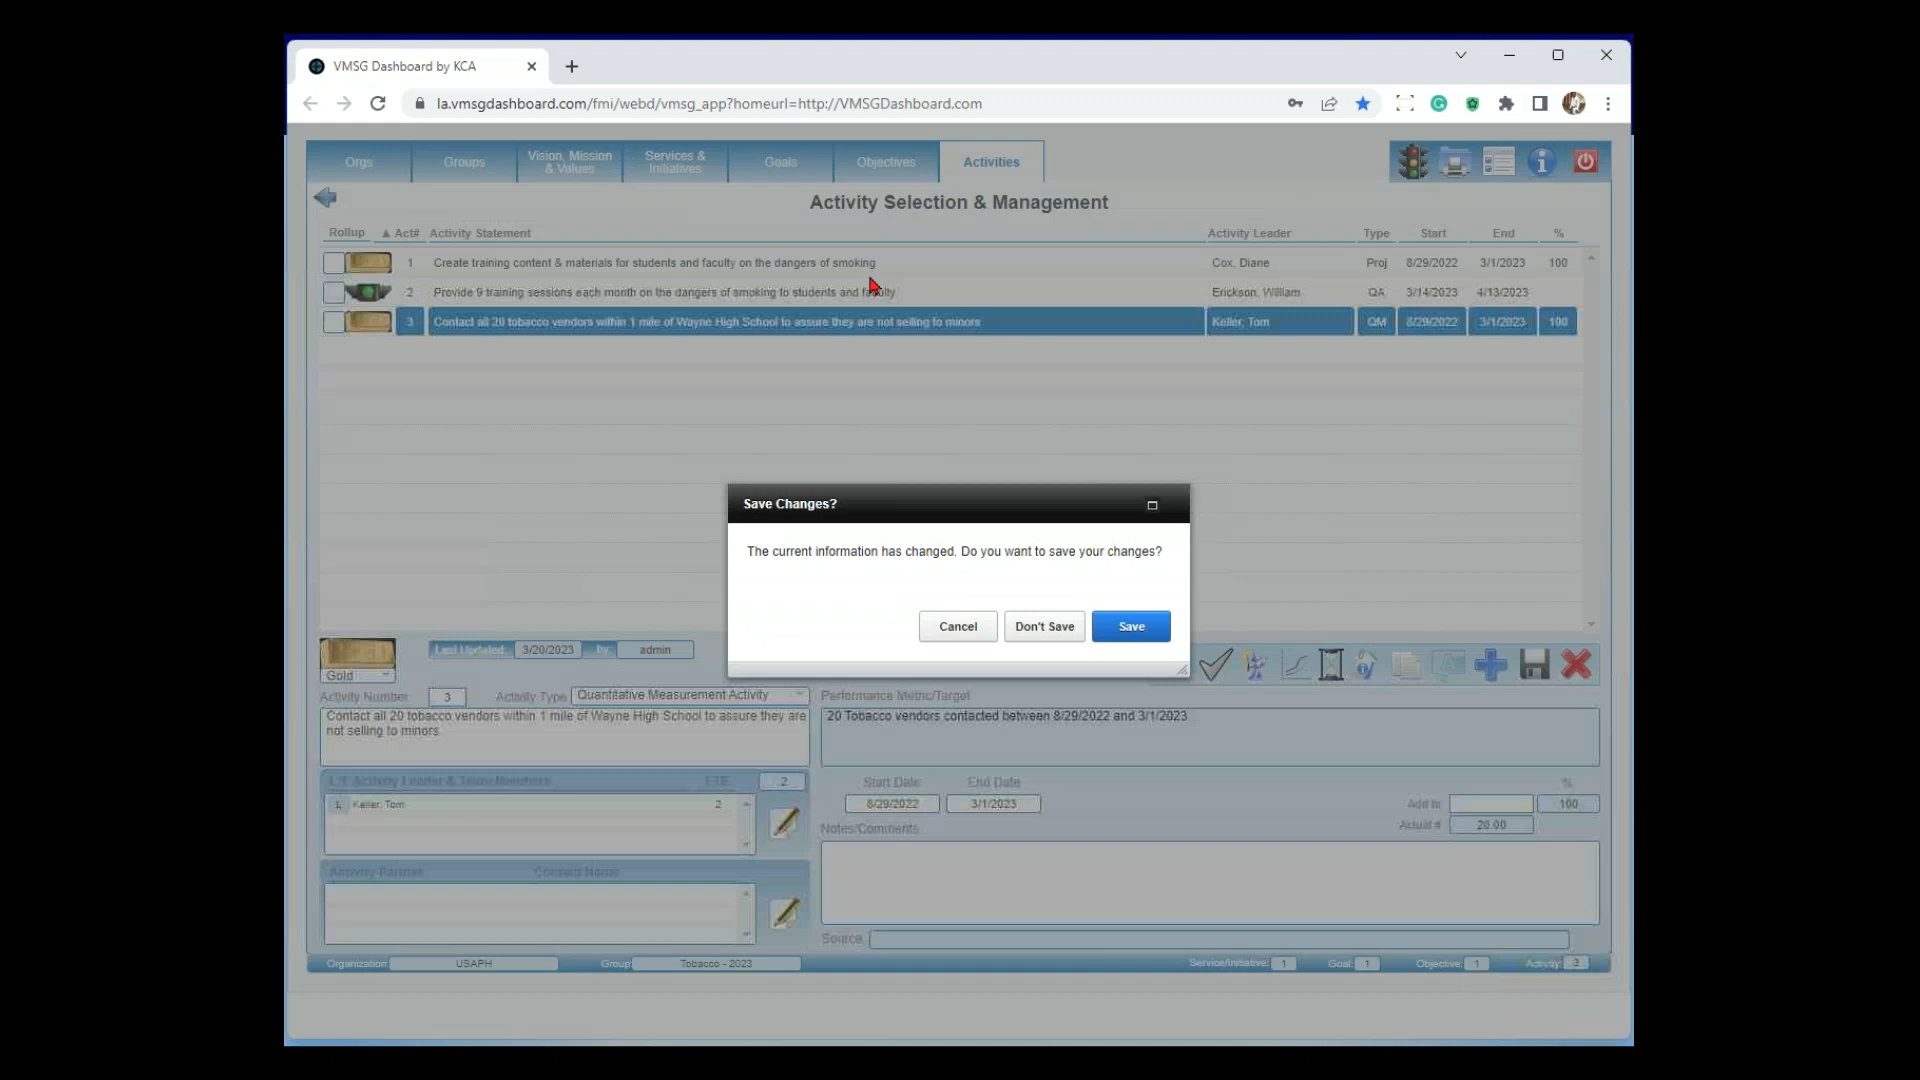 VMSG Dashboard by KCA
la.vmsgdashboard.com/fmi/webd/vmsg_app?homeurl=http://VMSGDashboard.com
Orgs Groups Vision, Mission & Values Services & Initiatives Goals Objectives Activities
Activity Selection & Management
Rollup ▲ Act# Activity Statement Activity Leader Type Start End %
1 Create training content & materials for students and faculty on the dangers of smoking Cox, Diane Proj 8/29/2022 3/1/2023 100
2 Provide 9 training sessions each month on the dangers of smoking to students and faculty Erickson, William QA 3/14/2023 4/13/2023
3 Contact all 20 tobacco vendors within 1 mile of Wayne High School to assure they are not selling to minors Keller, Tom QM 8/29/2022 3/1/2023 100
Save Changes?
The current information has changed. Do you want to save your changes?
Cancel Don't Save Save
Last Updated: 3/20/2023 by: admin
Gold
Activity Number 3 Activity Type Quantitative Measurement Activity
Performance Metric/Target
Contact all 20 tobacco vendors within 1 mile of Wayne High School to assure they are
not selling to minors
20 Tobacco vendors contacted between 8/29/2022 and 3/1/2023
Activity Leader & Team Members FTE 2
L Keller, Tom 2
Start Date End Date %
8/29/2022 3/1/2023 Add to 100
Actual # 20.00
Notes/Comments
Activity Partner Contact Name
Source
Organization: USAPH Group: Tobacco - 2023 Service/Initiative: 1 Goal: 1 Objective: 1 Activity: 3